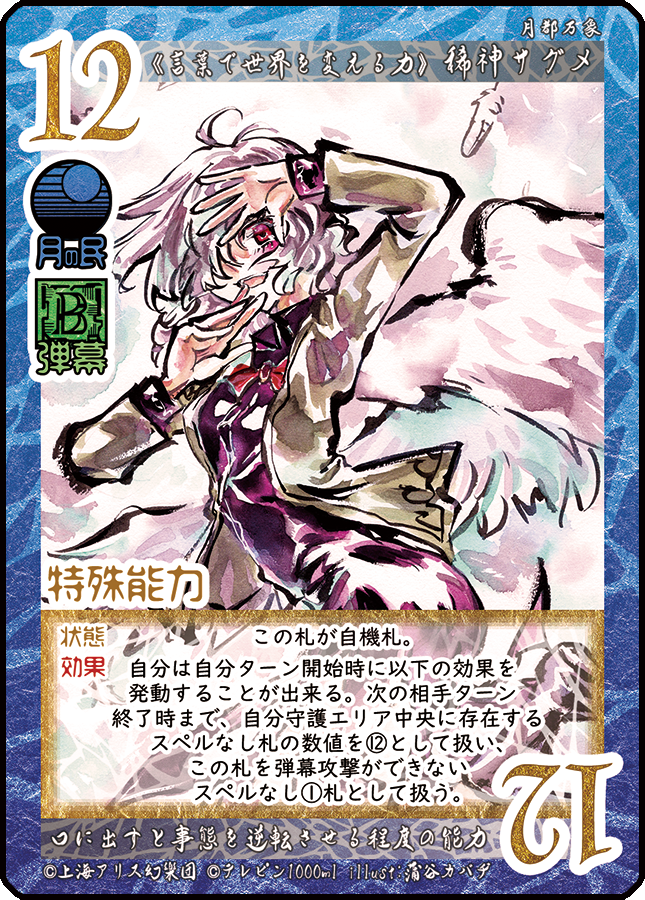 月都万象
12
《言葉で世界を変える力》 稀神サグメ
月の民
B
弾幕
特殊能力
状態 この札が自機札。
効果 自分は自分ターン開始時に以下の効果を
発動することが出来る。次の相手ターン
終了時まで、自分守護エリア中央に存在する
スペルなし札の数値を⑫として扱い、
この札を弾幕攻撃ができない
スペルなし①札として扱う。
12
口に出すと事態を逆転させる程度の能力
©上海アリス幻樂団 ©テレピン1000ml illust:蒲谷カバヂ